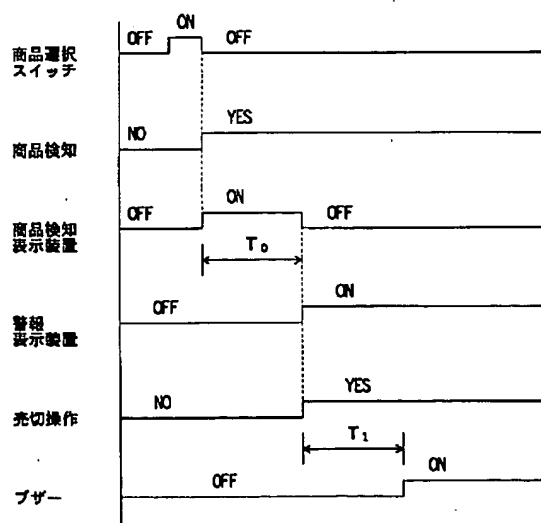 ON
OFF OFF
商品選択
スイッチ
YES
NO
商品検知
ON
OFF OFF
商品検知
表示装置
T₀
ON
OFF
警報
表示装置
YES
NO
売切操作
T₁
ON
OFF
ブザー